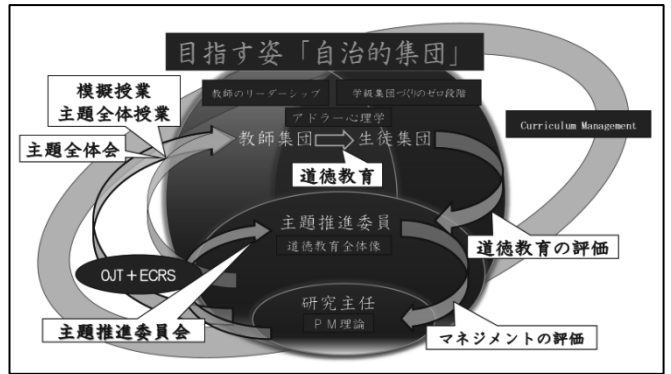 目指す姿「自治的集団」
模擬授業
主題全体授業
教師のリーダーシップ
学級集団づくりのゼロ段階
アドラー心理学
Curriculum Management
主題全体会
教師集団
生徒集団
道徳教育
主題推進委員
道徳教育全体像
道徳教育の評価
OJT+ECRS
研究主任
PM理論
主題推進委員会
マネジメントの評価